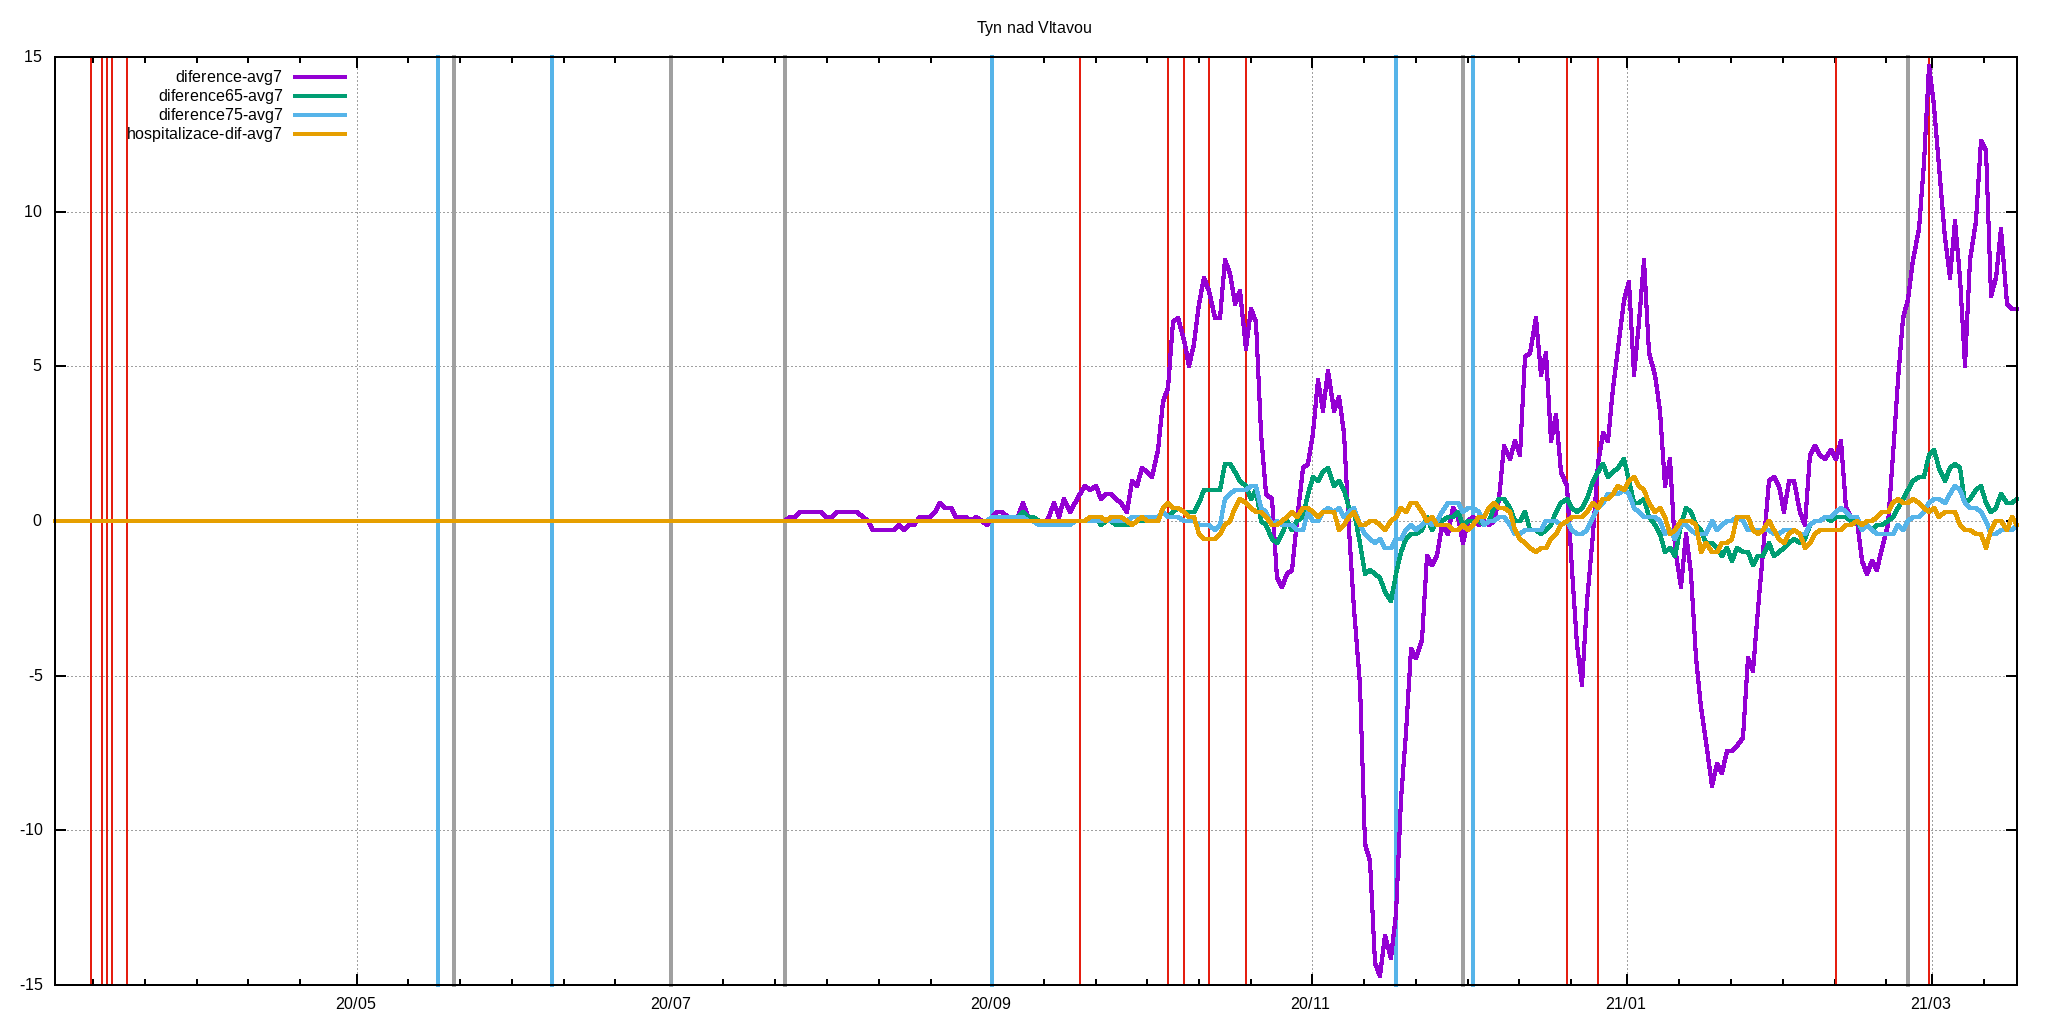 Tyn nad Vltavou
15
diference-avg7
diference65-avg7
diference75-avg7
hospitalizace-dif-avg7
10
5
0
-5
-10
-15
20/05 20/07 20/09 20/11 21/01 21/03